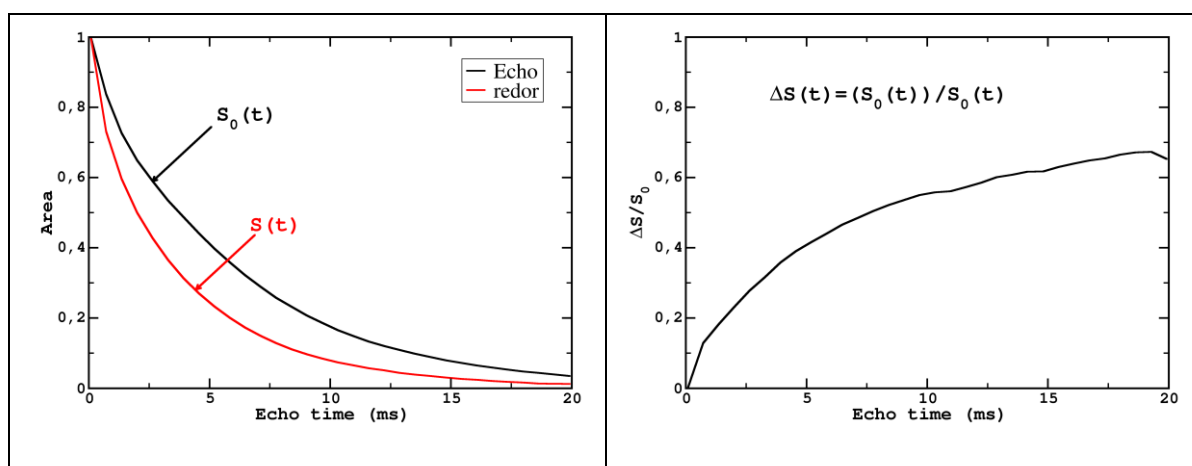 1
0,8
0,6
0,4
0,2
0
Area
S0(t)
S(t)
Echo
redor
0 5 10 15 20
Echo time (ms)
1
0,8
0,6
0,4
0,2
0
ΔS/S0
ΔS(t)=(S0(t))/S0(t)
0 5 10 15 20
Echo time (ms)